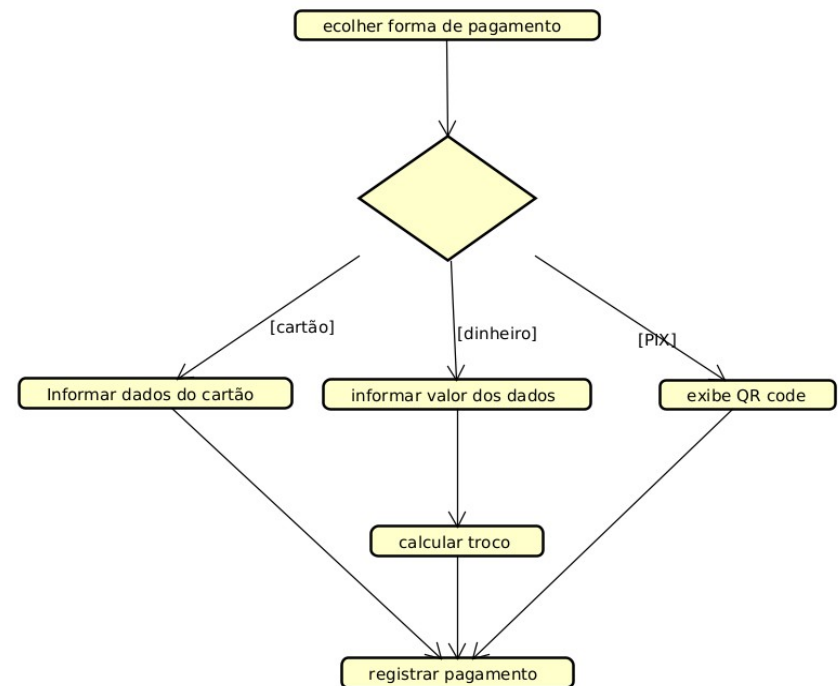 ecolher forma de pagamento
[cartão]
[dinheiro]
[PIX]
Informar dados do cartão
informar valor dos dados
exibe QR code
calcular troco
registrar pagamento